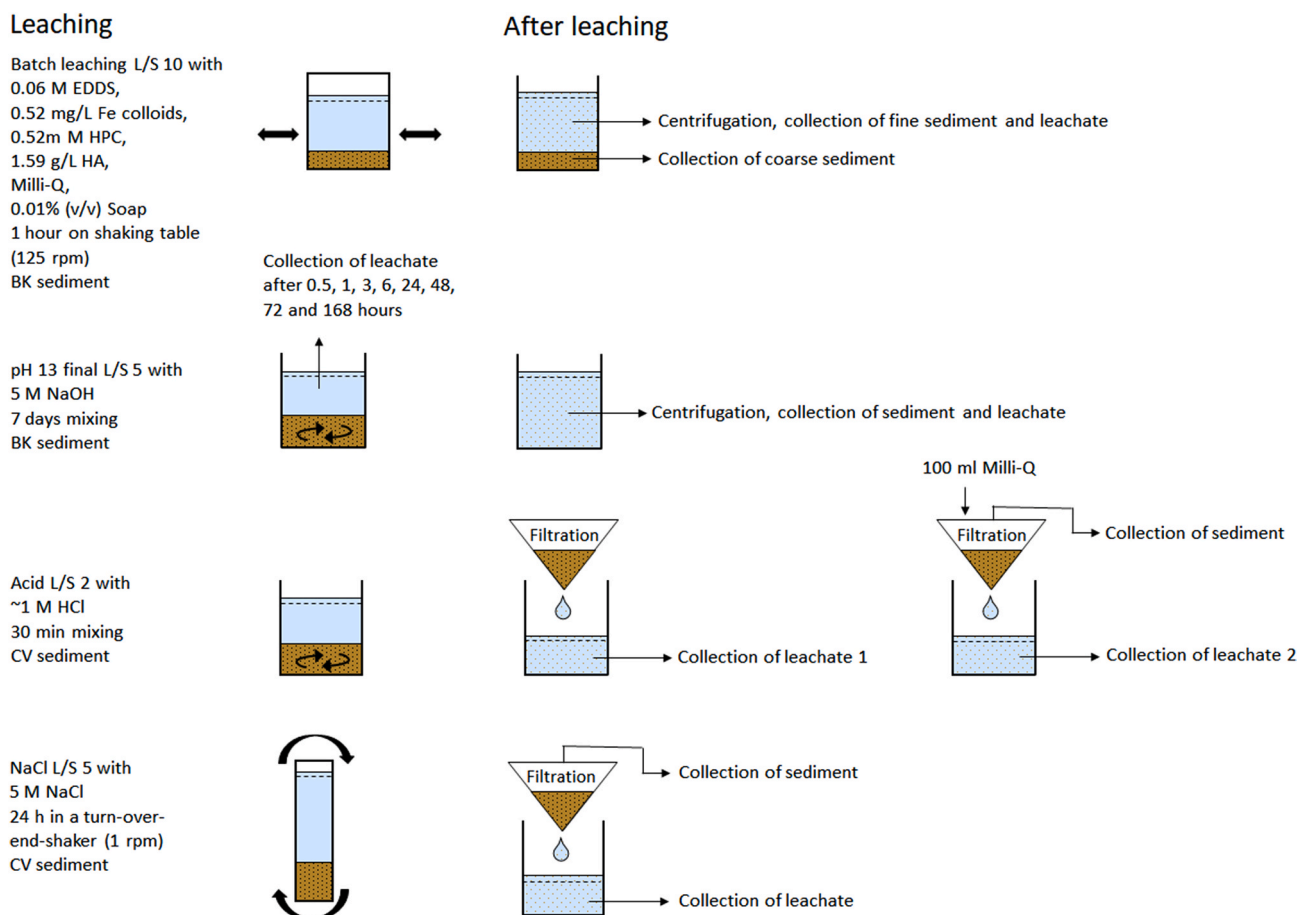 Leaching
After leaching
Batch leaching L/S 10 with
0.06 M EDDS,
0.52 mg/L Fe colloids,
0.52m M HPC,
1.59 g/L HA,
Milli-Q,
0.01% (v/v) Soap
1 hour on shaking table
(125 rpm)
BK sediment
Centrifugation, collection of fine sediment and leachate
Collection of coarse sediment
Collection of leachate
after 0.5, 1, 3, 6, 24, 48,
72 and 168 hours
pH 13 final L/S 5 with
5 M NaOH
7 days mixing
BK sediment
Centrifugation, collection of sediment and leachate
Acid L/S 2 with
~1 M HCl
30 min mixing
CV sediment
Filtration
Collection of leachate 1
100 ml Milli-Q
Filtration
Collection of sediment
Collection of leachate 2
NaCl L/S 5 with
5 M NaCl
24 h in a turn-over-
end-shaker (1 rpm)
CV sediment
Filtration
Collection of sediment
Collection of leachate